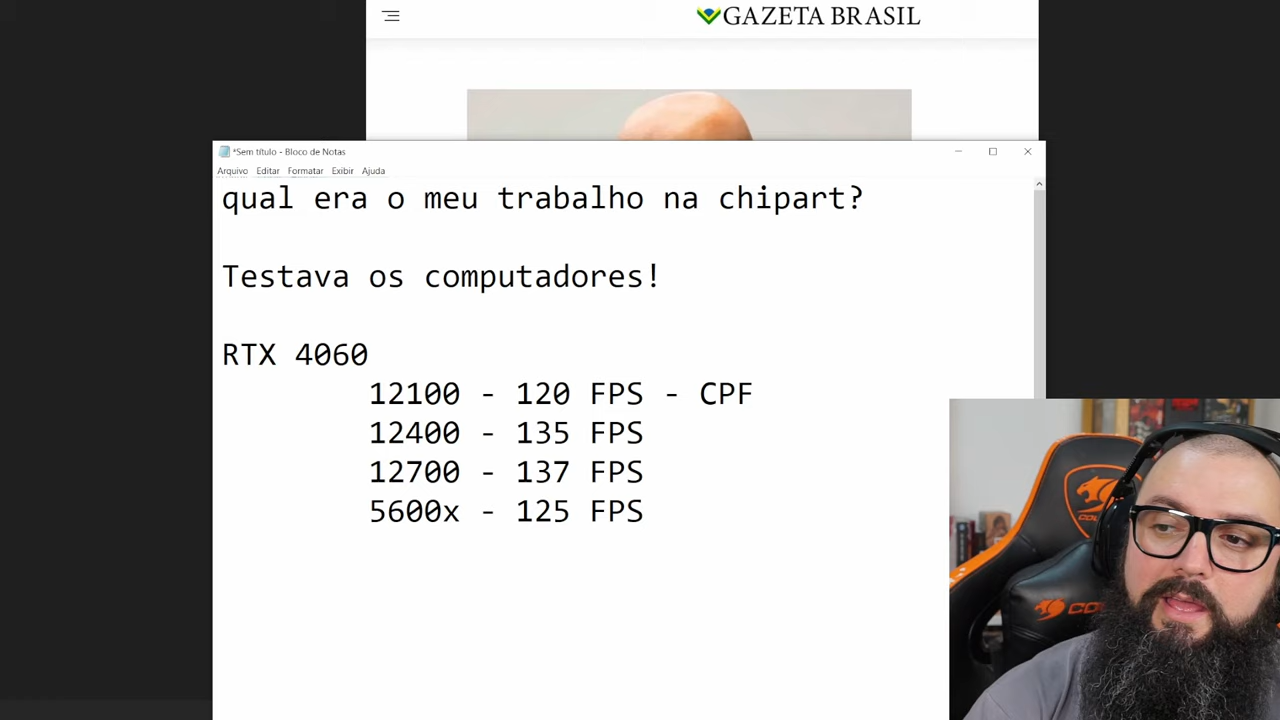 GAZETA BRASIL
*Sem título - Bloco de Notas
Arquivo Editar Formatar Exibir Ajuda
qual era o meu trabalho na chipart?
Testava os computadores!
RTX 4060
12100 - 120 FPS - CPF
12400 - 135 FPS
12700 - 137 FPS
5600x - 125 FPS